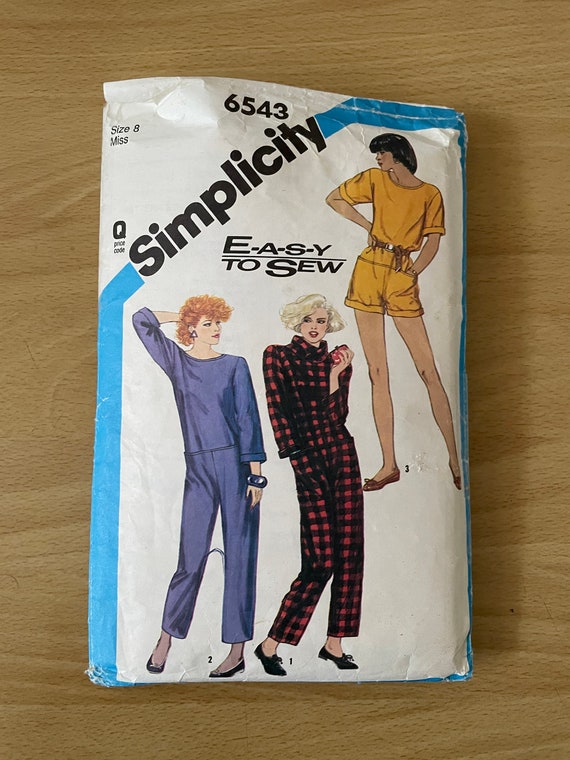 6543
Size 8
Miss
Simplicity
Q
price
code
E-A-S-Y
TO SEW
3
2
1